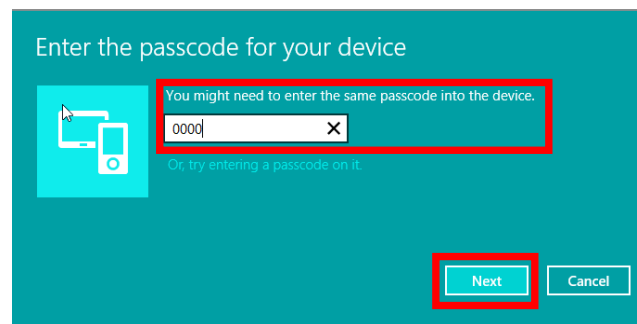 Enter the passcode for your device
You might need to enter the same passcode into the device.
0000
Or, try entering a passcode on it.
Next
Cancel